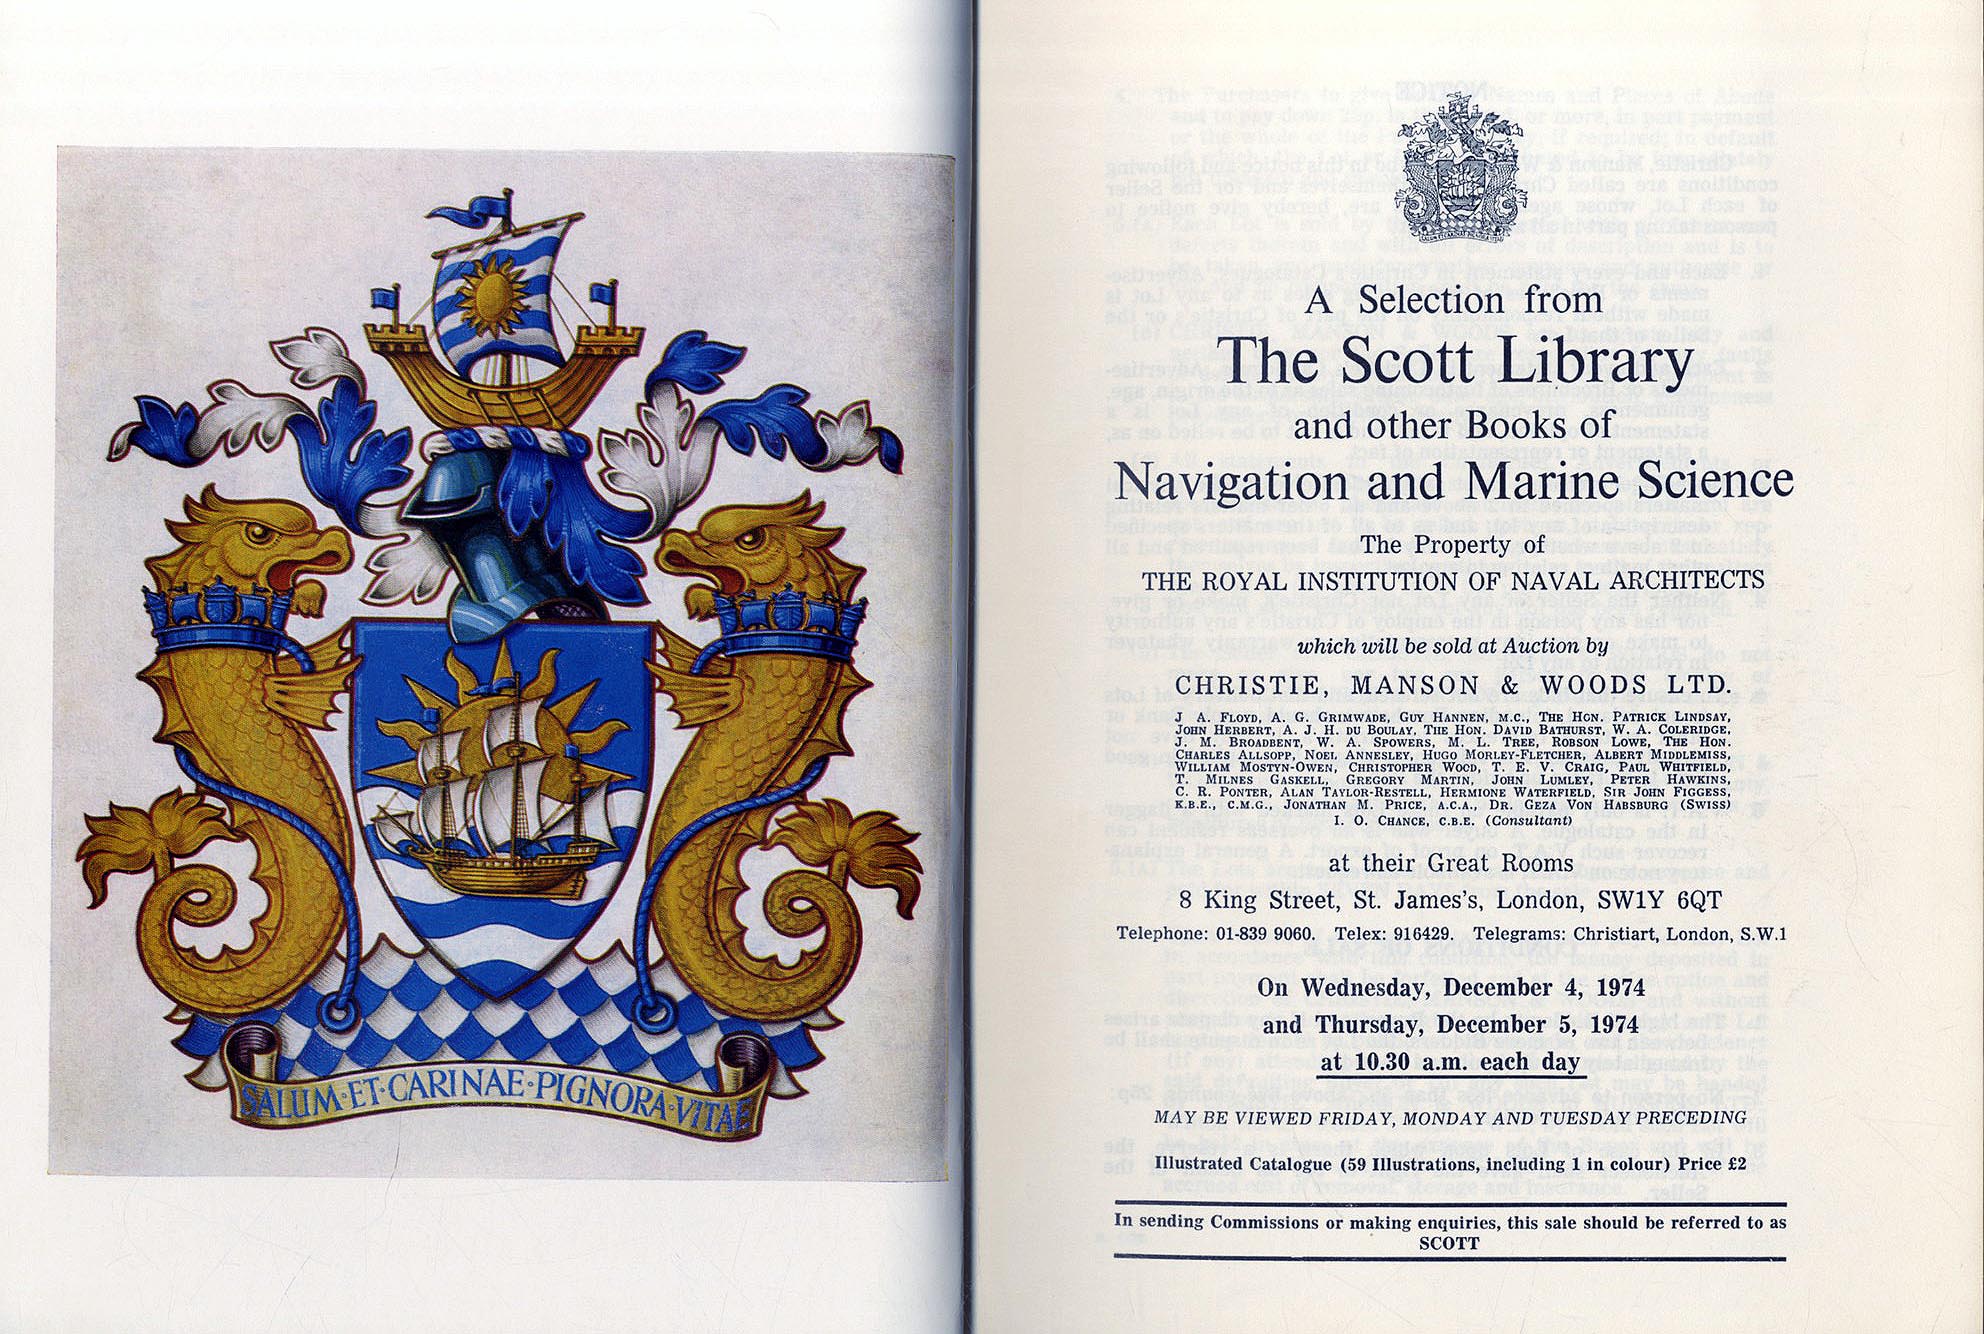 SALUM·ET·CARINAE·PIGNORA·VITAE
A Selection from
The Scott Library
and other Books of
Navigation and Marine Science
The Property of
THE ROYAL INSTITUTION OF NAVAL ARCHITECTS
which will be sold at Auction by
CHRISTIE, MANSON & WOODS LTD.
J A. Floyd, A. G. Grimwade, Guy Hannen, M.C., The Hon. Patrick Lindsay,
John Herbert, A. J. H. du Boulay, The Hon. David Bathurst, W. A. Coleridge,
J. M. Broadbent, W. A. Spowers, M. L. Tree, Robson Lowe, The Hon.
Charles Allsopp, Noel Annesley, Hugo Morley-Fletcher, Albert Middlemiss,
William Mostyn-Owen, Christopher Wood, T. E. V. Craig, Paul Whitfield,
T. Milnes Gaskell, Gregory Martin, John Lumley, Peter Hawkins,
C. R. Ponter, Alan Taylor-Restell, Hermione Waterfield, Sir John Figgess,
K.B.E., C.M.G., Jonathan M. Price, A.C.A., Dr. Geza Von Habsburg (Swiss)
I. O. Chance, C.B.E. (Consultant)
at their Great Rooms
8 King Street, St. James's, London, SW1Y 6QT
Telephone: 01-839 9060. Telex: 916429. Telegrams: Christiart, London, S.W.1
On Wednesday, December 4, 1974
and Thursday, December 5, 1974
at 10.30 a.m. each day
MAY BE VIEWED FRIDAY, MONDAY AND TUESDAY PRECEDING
Illustrated Catalogue (59 Illustrations, including 1 in colour) Price £2
In sending Commissions or making enquiries, this sale should be referred to as
SCOTT